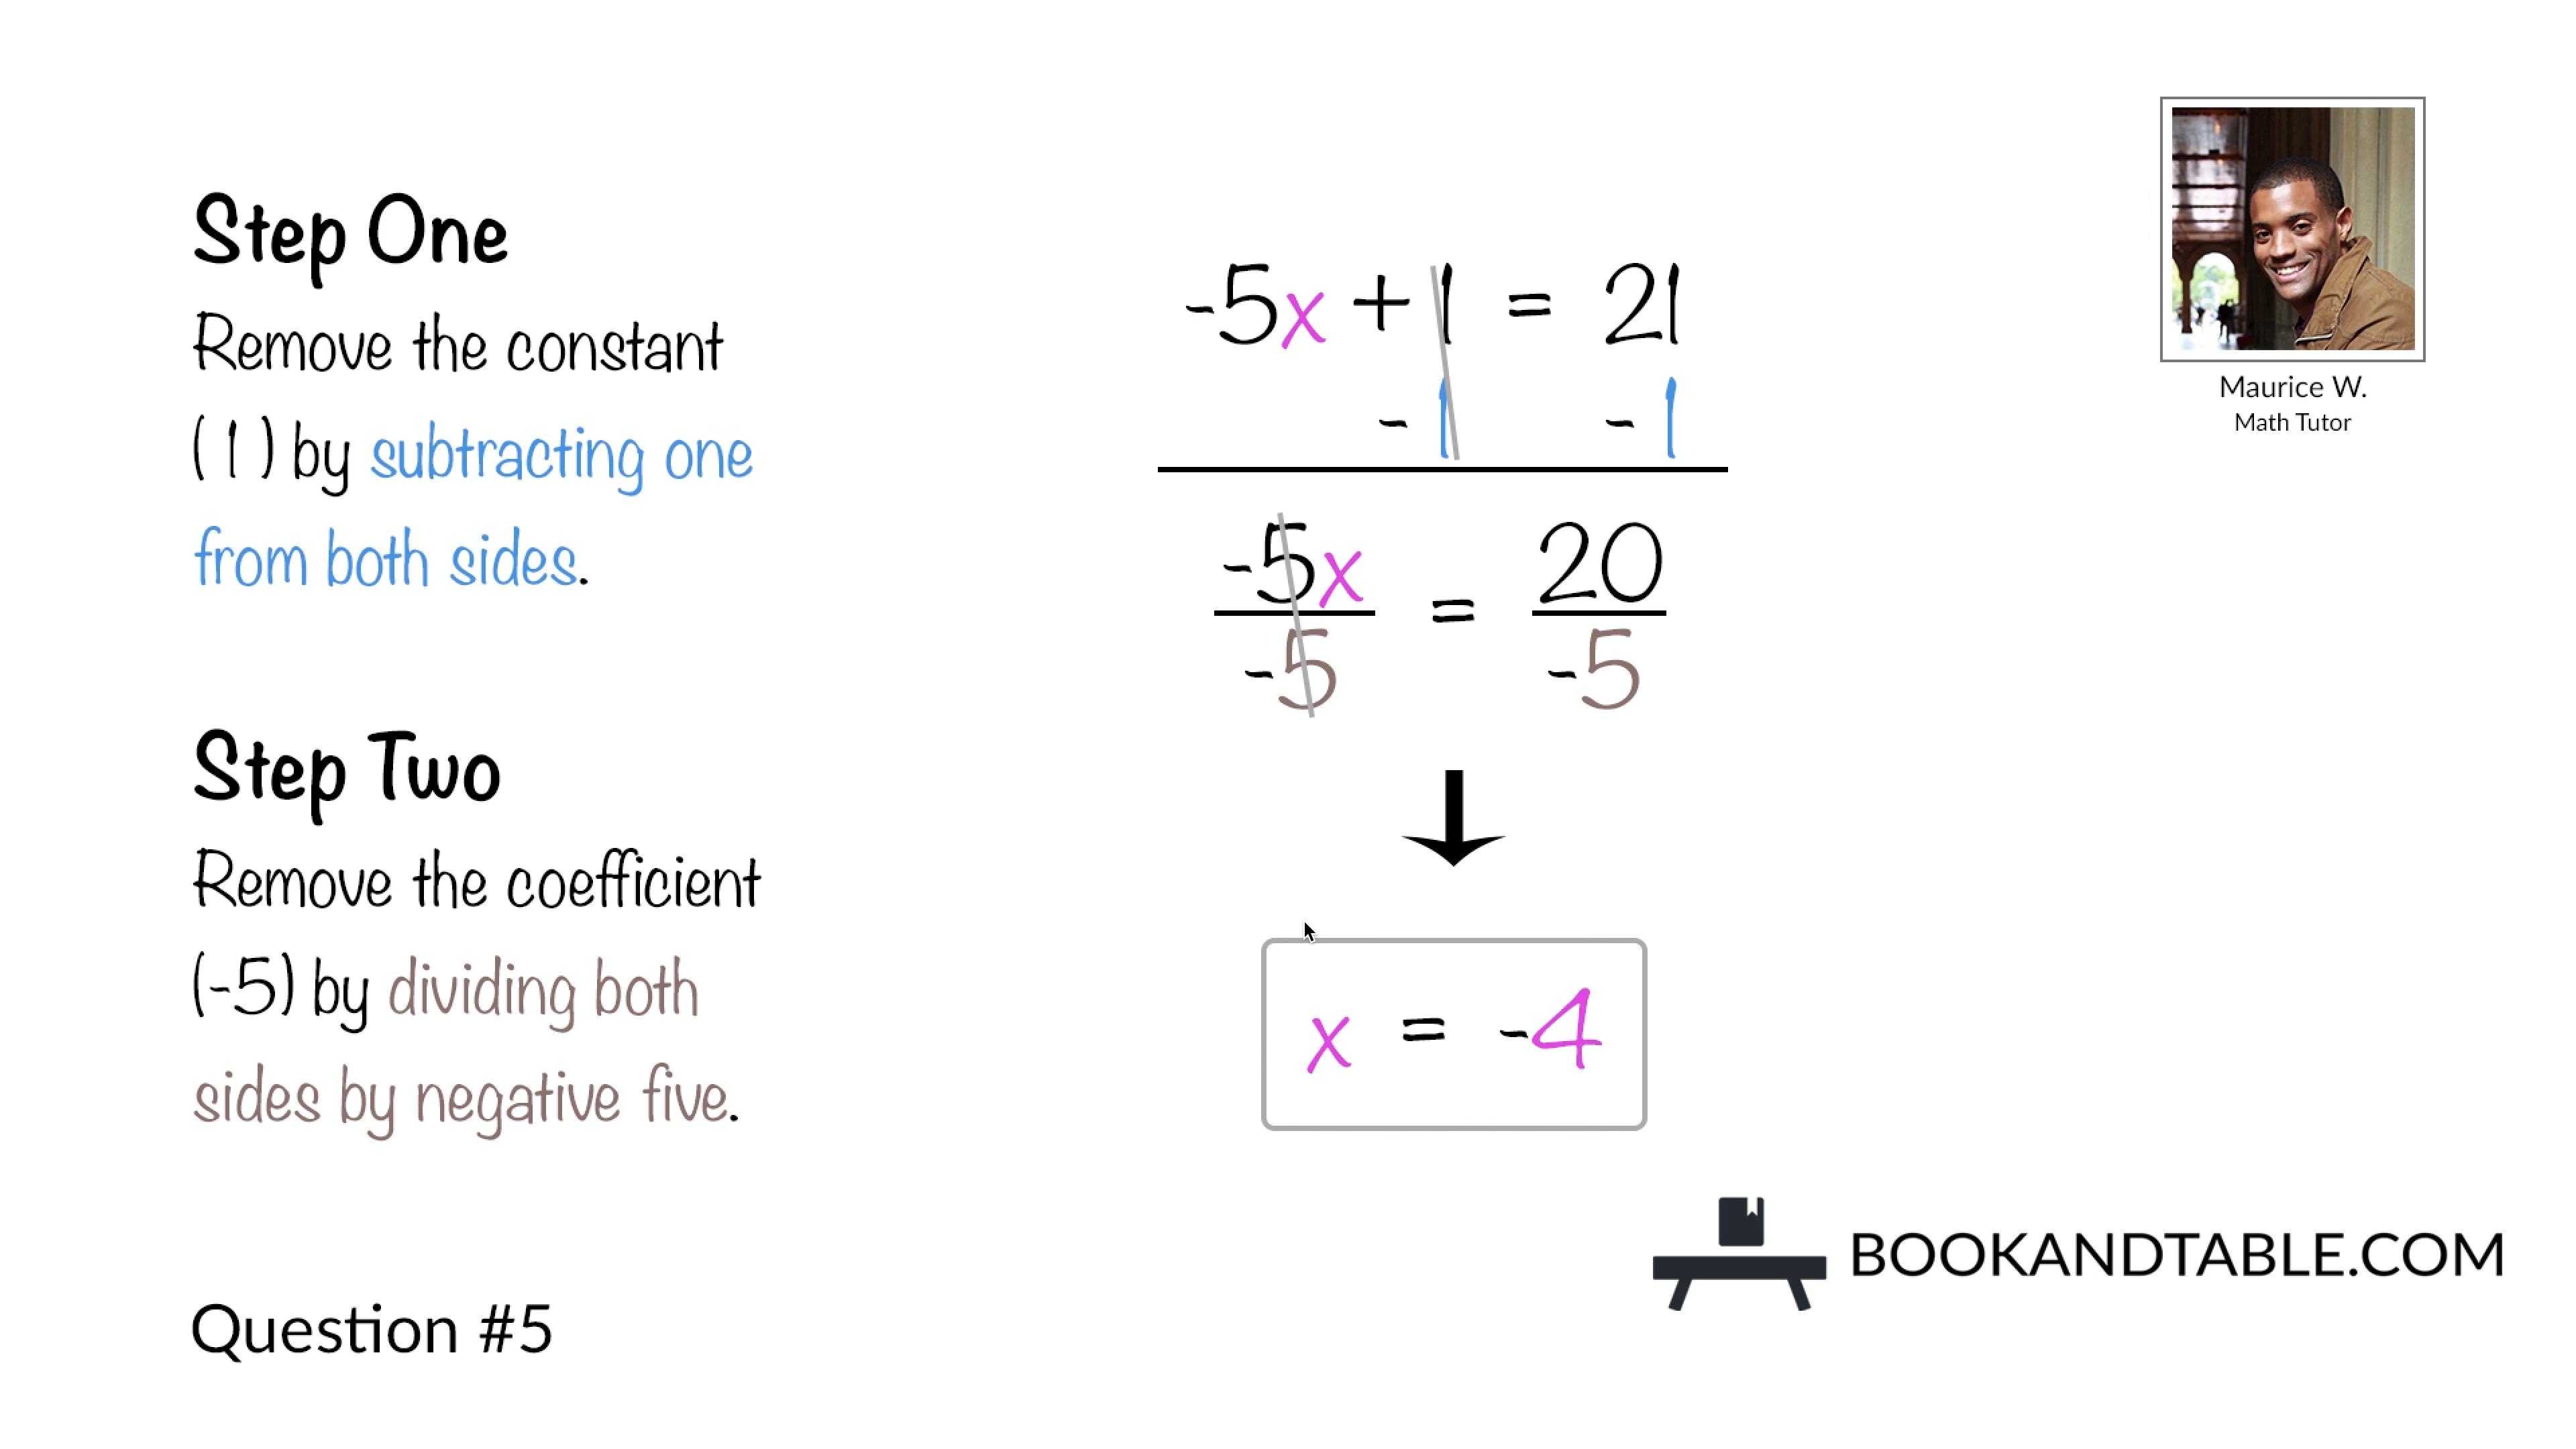 Step One
Remove the constant
( 1 ) by subtracting one
from both sides.
Step Two
Remove the coefficient
(-5) by dividing both
sides by negative five.
Question #5
-5x + 1 = 21
- 1 - 1
-5x = 20
-5 -5
x = -4
Maurice W.
Math Tutor
BOOKANDTABLE.COM